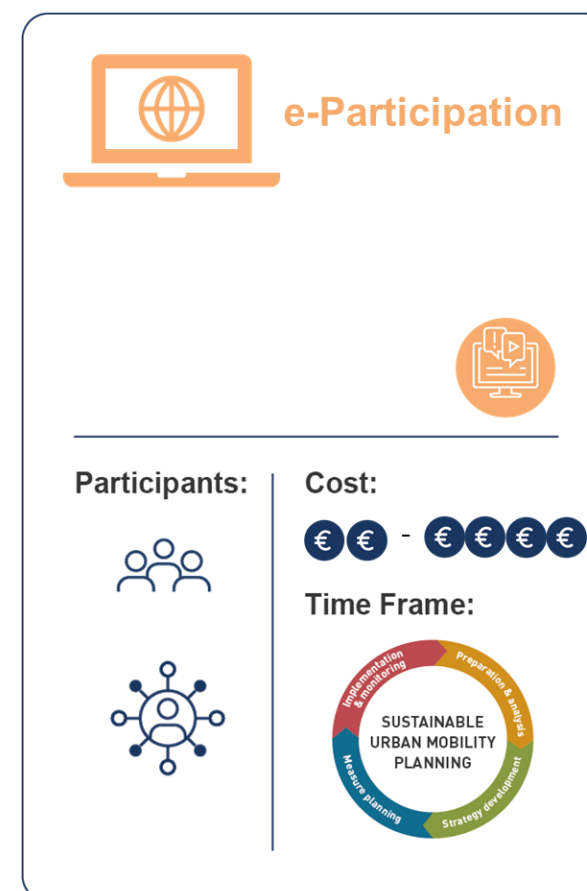 e-Participation
Participants:
Cost:
€ € - € € € €
Time Frame:
Implementation
& monitoring
Preparation & analysis
SUSTAINABLE
URBAN MOBILITY
PLANNING
Measure planning
Strategy development